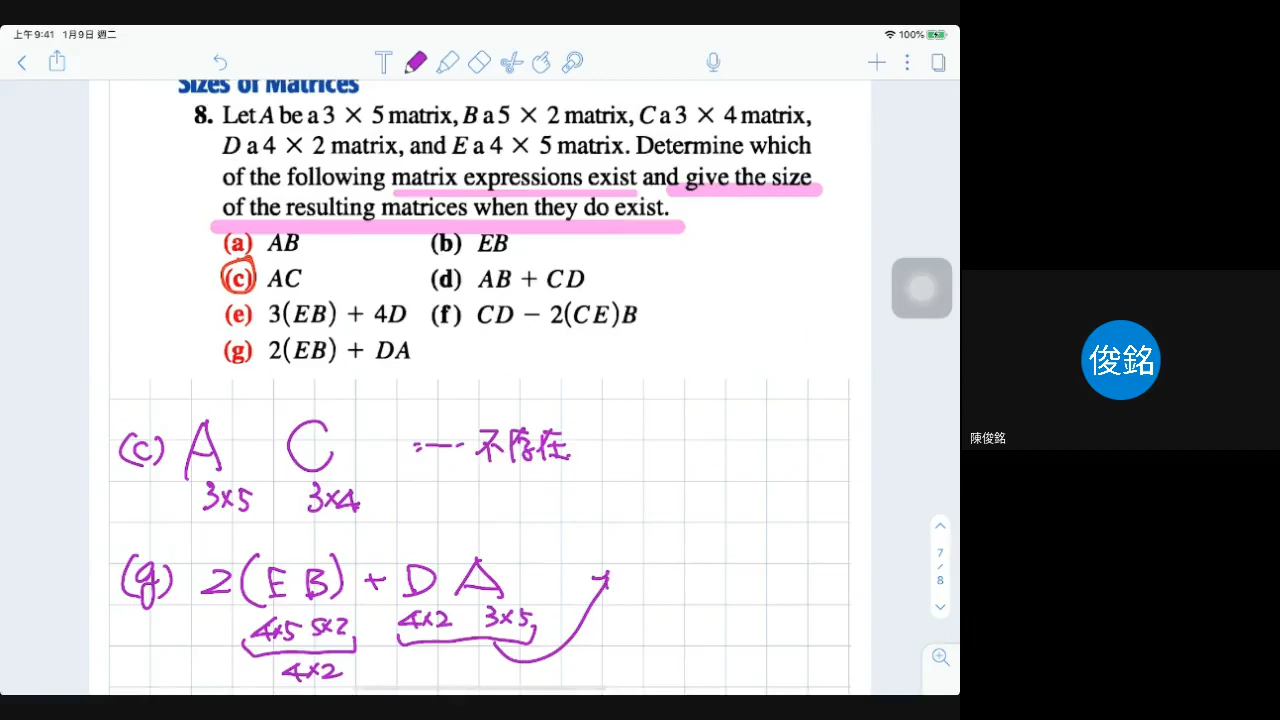 上午9:41 1月9日 週二
100%
Sizes of Matrices
8. Let A be a 3 × 5 matrix, B a 5 × 2 matrix, C a 3 × 4 matrix,
D a 4 × 2 matrix, and E a 4 × 5 matrix. Determine which
of the following matrix expressions exist and give the size
of the resulting matrices when they do exist.
(a) AB (b) EB
(c) AC (d) AB + CD
(e) 3(EB) + 4D (f) CD − 2(CE)B
(g) 2(EB) + DA
(c) A C 不存在
3×5 3×4
(g) 2(EB) + D A
4×5 5×2 4×2 3×5
4×2
7
/
8
俊銘
陳俊銘